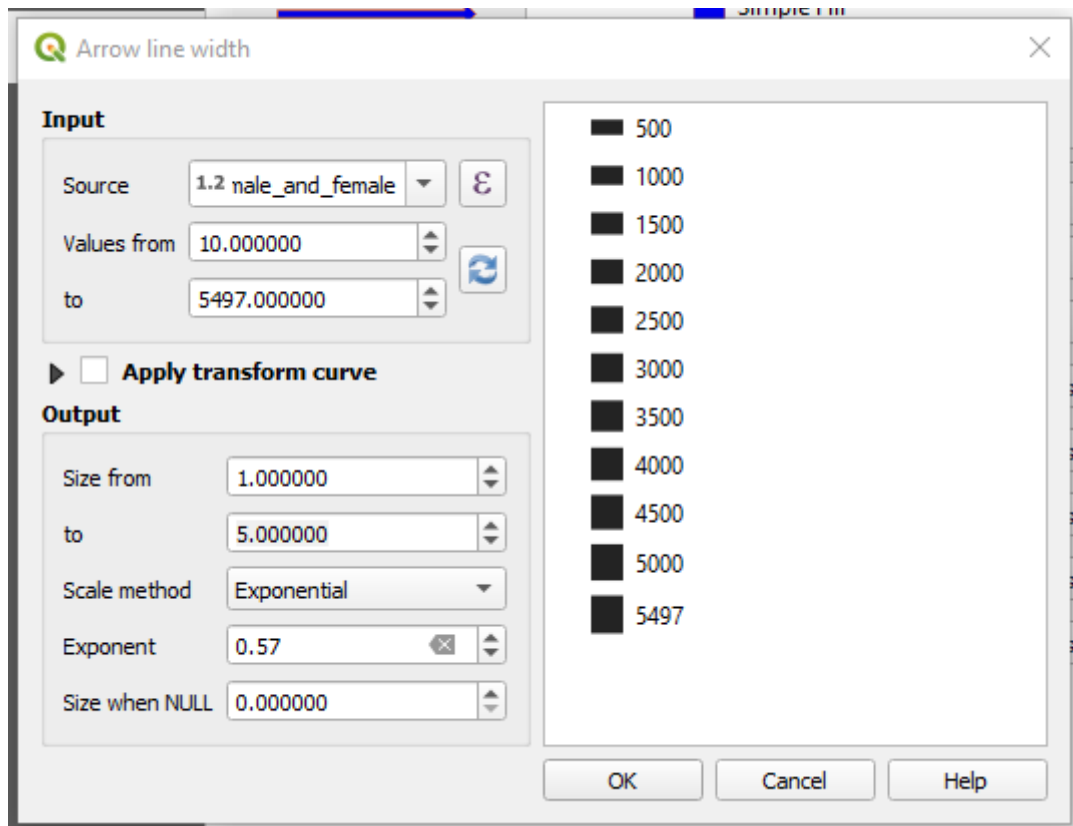 Simple Fill
Arrow line width
Input
Source 1.2 nale_and_female ε
Values from 10.000000
to 5497.000000
Apply transform curve
Output
Size from 1.000000
to 5.000000
Scale method Exponential
Exponent 0.57
Size when NULL 0.000000
500
1000
1500
2000
2500
3000
3500
4000
4500
5000
5497
OK Cancel Help